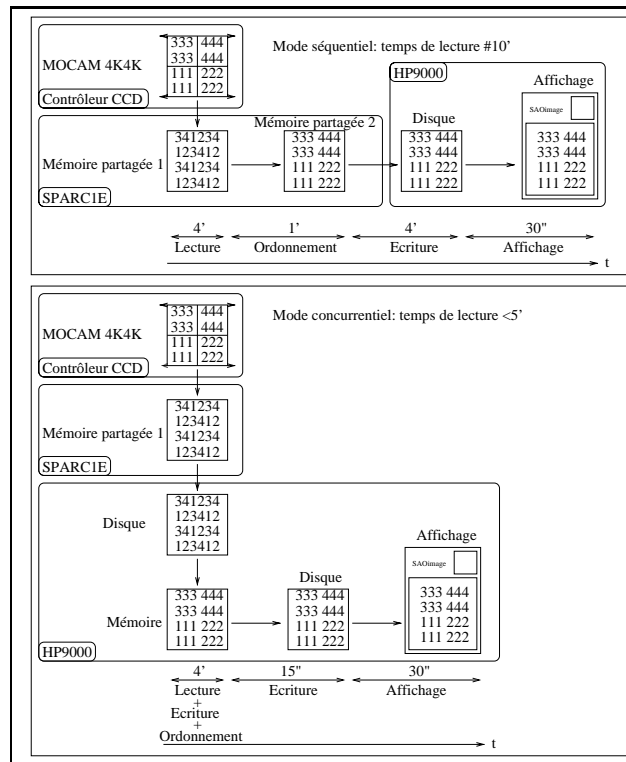 Mode séquentiel: temps de lecture #10'
MOCAM 4K4K
333 444
333 444
111 222
111 222
Contrôleur CCD
HP9000
Affichage
SAOimage
Mémoire partagée 2
Disque
Mémoire partagée 1
341234
123412
341234
123412
333 444
333 444
111 222
111 222
333 444
333 444
111 222
111 222
333 444
333 444
111 222
111 222
SPARC1E
4' 1' 4' 30"
Lecture Ordonnement Ecriture Affichage
t
Mode concurrentiel: temps de lecture <5'
MOCAM 4K4K
333 444
333 444
111 222
111 222
Contrôleur CCD
Mémoire partagée 1
341234
123412
341234
123412
SPARC1E
Disque
341234
123412
341234
123412
Affichage
SAOimage
Disque
Mémoire
333 444
333 444
111 222
111 222
333 444
333 444
111 222
111 222
333 444
333 444
111 222
111 222
HP9000
4' 15" 30"
Lecture Ecriture Affichage
+
Ecriture
+
Ordonnement
t